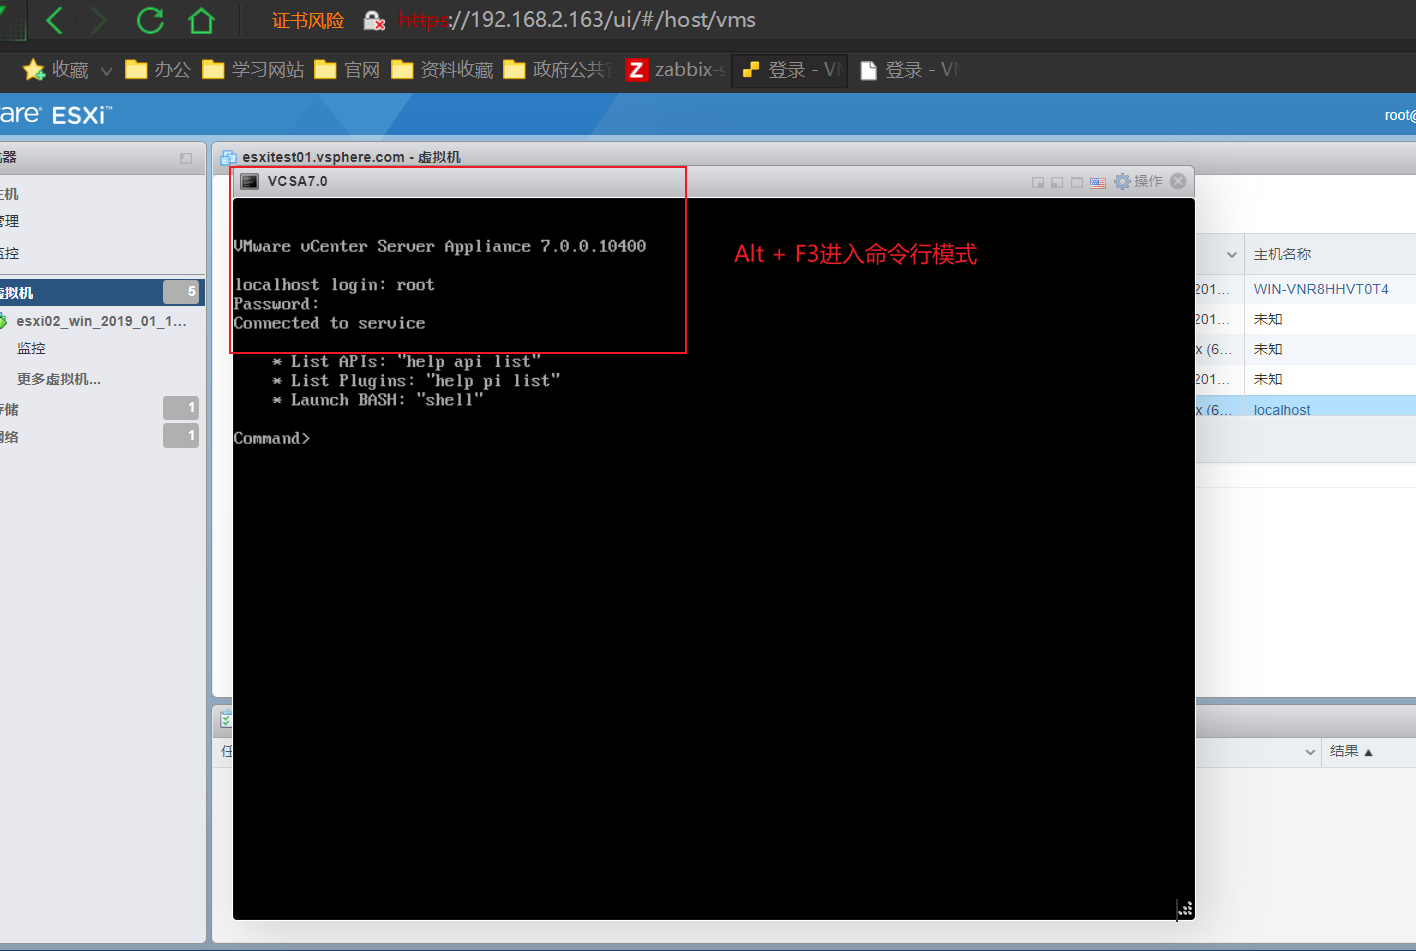 证书风险 https://192.168.2.163/ui/#/host/vms
收藏 办公 学习网站 官网 资料收藏 政府公共 zabbix-s 登录 - VM 登录 - VM
are® ESXi™
root@
器
esxitest01.vsphere.com - 虚拟机
主机
管理
监控
虚拟机 5
esxi02_win_2019_01_1...
监控
更多虚拟机...
存储 1
网络 1
VCSA7.0
操作
VMware vCenter Server Appliance 7.0.0.10400
Alt + F3进入命令行模式
localhost login: root
Password:
Connected to service
* List APIs: "help api list"
* List Plugins: "help pi list"
* Launch BASH: "shell"
Command>
主机名称
201... WIN-VNR8HHVT0T4
201... 未知
x (6... 未知
201... 未知
x (6... localhost
任
结果 ▲